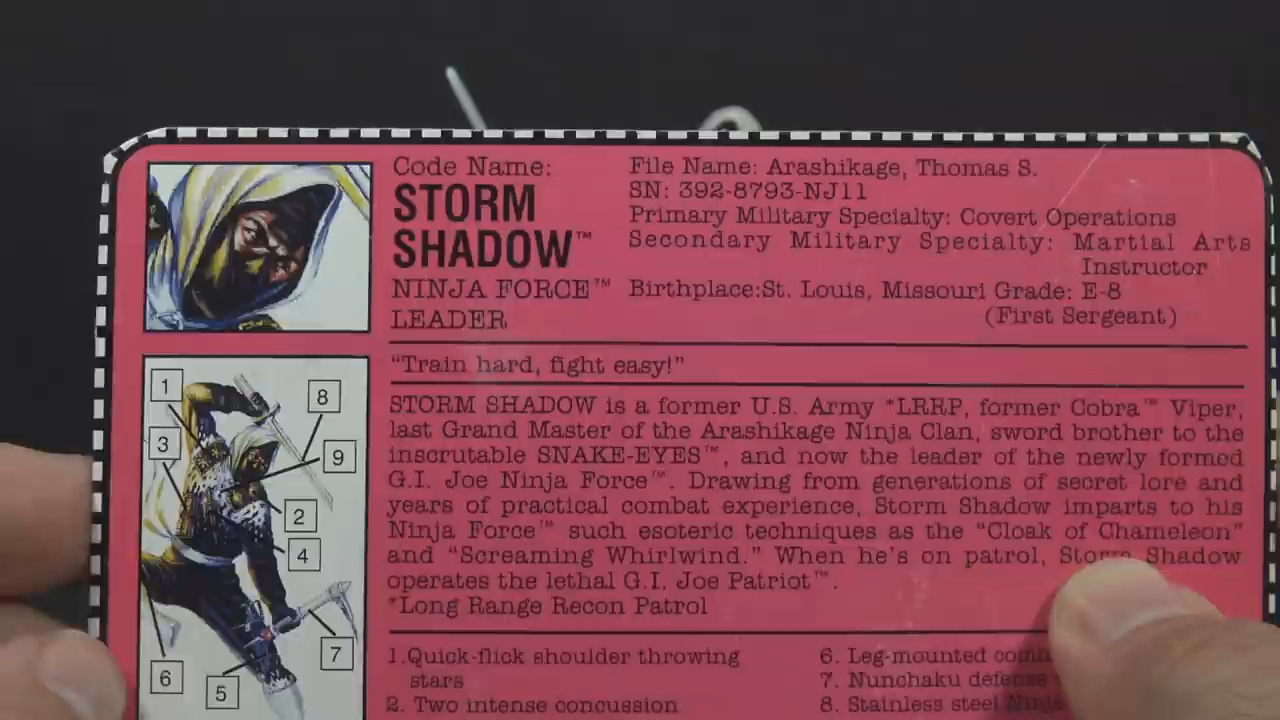 Code Name:
STORM
SHADOW™
NINJA FORCE™
LEADER
File Name: Arashikage, Thomas S.
SN: 392-8793-NJ11
Primary Military Specialty: Covert Operations
Secondary Military Specialty: Martial Arts
Instructor
Birthplace:St. Louis, Missouri Grade: E-8
(First Sergeant)
"Train hard, fight easy!"
STORM SHADOW is a former U.S. Army *LRRP, former Cobra™ Viper,
last Grand Master of the Arashikage Ninja Clan, sword brother to the
inscrutable SNAKE-EYES™, and now the leader of the newly formed
G.I. Joe Ninja Force™. Drawing from generations of secret lore and
years of practical combat experience, Storm Shadow imparts to his
Ninja Force™ such esoteric techniques as the "Cloak of Chameleon"
and "Screaming Whirlwind." When he's on patrol, Storm Shadow
operates the lethal G.I. Joe Patriot™.
*Long Range Recon Patrol
1
8
3
9
2
4
7
6
5
1.Quick-flick shoulder throwing
stars
2. Two intense concussion
6. Leg-mounted
7. Nunchaku
8. Stainless steel